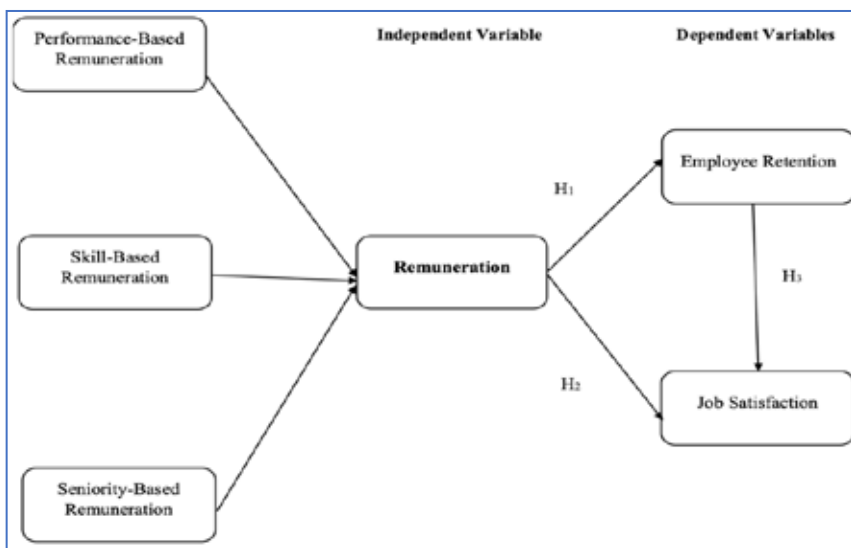 Performance-Based
Remuneration
Independent Variable
Dependent Variables
Employee Retention
H₁
Skill-Based
Remuneration
Remuneration
H₃
H₂
Job Satisfaction
Seniority-Based
Remuneration